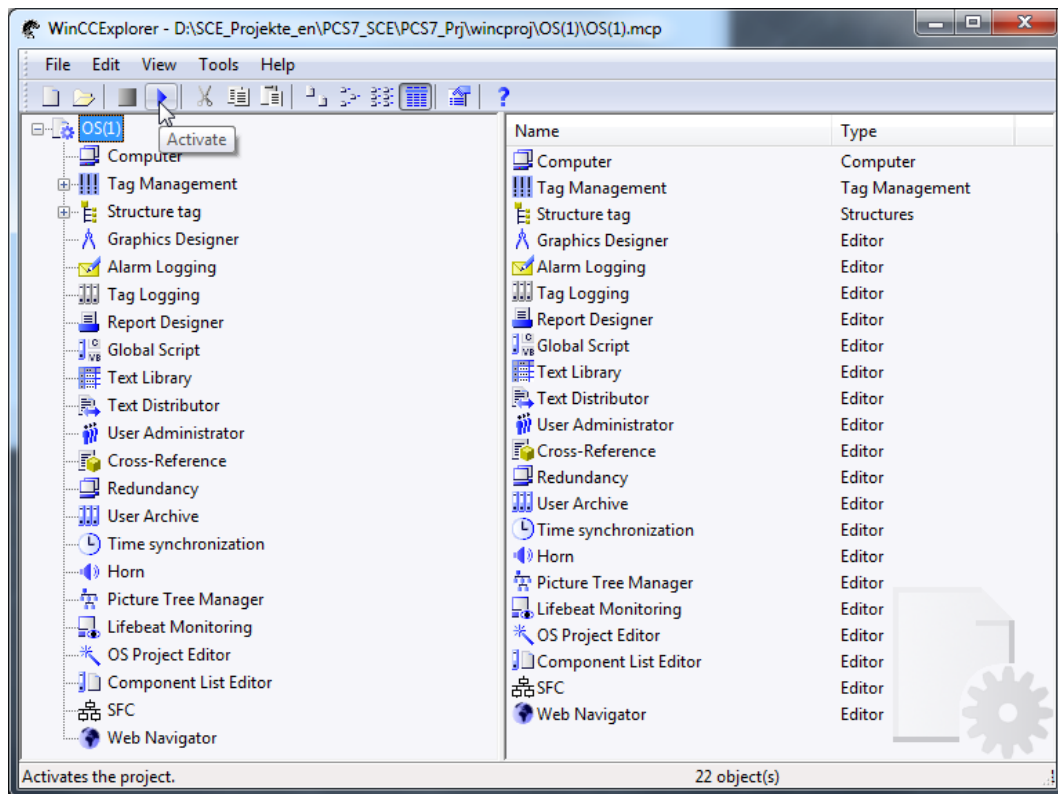 WinCCExplorer - D:\SCE_Projekte_en\PCS7_SCE\PCS7_Prj\wincproj\OS(1)\OS(1).mcp
File Edit View Tools Help
OS(1)
Activate
Computer
Tag Management
Structure tag
Graphics Designer
Alarm Logging
Tag Logging
Report Designer
Global Script
Text Library
Text Distributor
User Administrator
Cross-Reference
Redundancy
User Archive
Time synchronization
Horn
Picture Tree Manager
Lifebeat Monitoring
OS Project Editor
Component List Editor
SFC
Web Navigator
Name Type
Computer Computer
Tag Management Tag Management
Structure tag Structures
Graphics Designer Editor
Alarm Logging Editor
Tag Logging Editor
Report Designer Editor
Global Script Editor
Text Library Editor
Text Distributor Editor
User Administrator Editor
Cross-Reference Editor
Redundancy Editor
User Archive Editor
Time synchronization Editor
Horn Editor
Picture Tree Manager Editor
Lifebeat Monitoring Editor
OS Project Editor Editor
Component List Editor Editor
SFC Editor
Web Navigator Editor
Activates the project. 22 object(s)